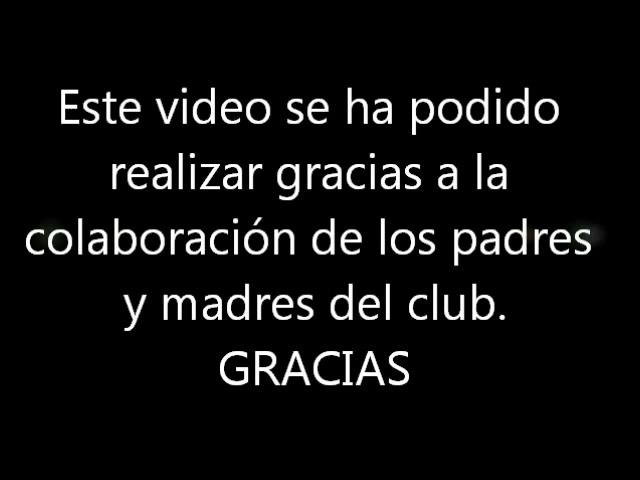 Este video se ha podido
realizar gracias a la
colaboración de los padres
y madres del club.
GRACIAS